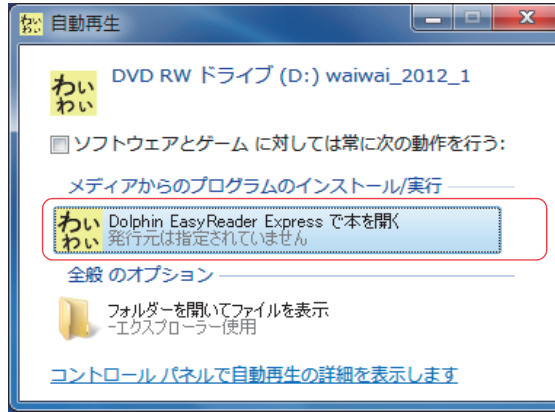 わい
わい
自動再生
わい
わい
DVD RW ドライブ (D:) waiwai_2012_1
ソフトウェアとゲーム に対しては常に次の動作を行う:
メディアからのプログラムのインストール/実行
わい
わい
Dolphin EasyReader Express で本を開く
発行元は指定されていません
全般 のオプション
フォルダーを開いてファイルを表示
-エクスプローラー使用
コントロール パネルで自動再生の詳細を表示します